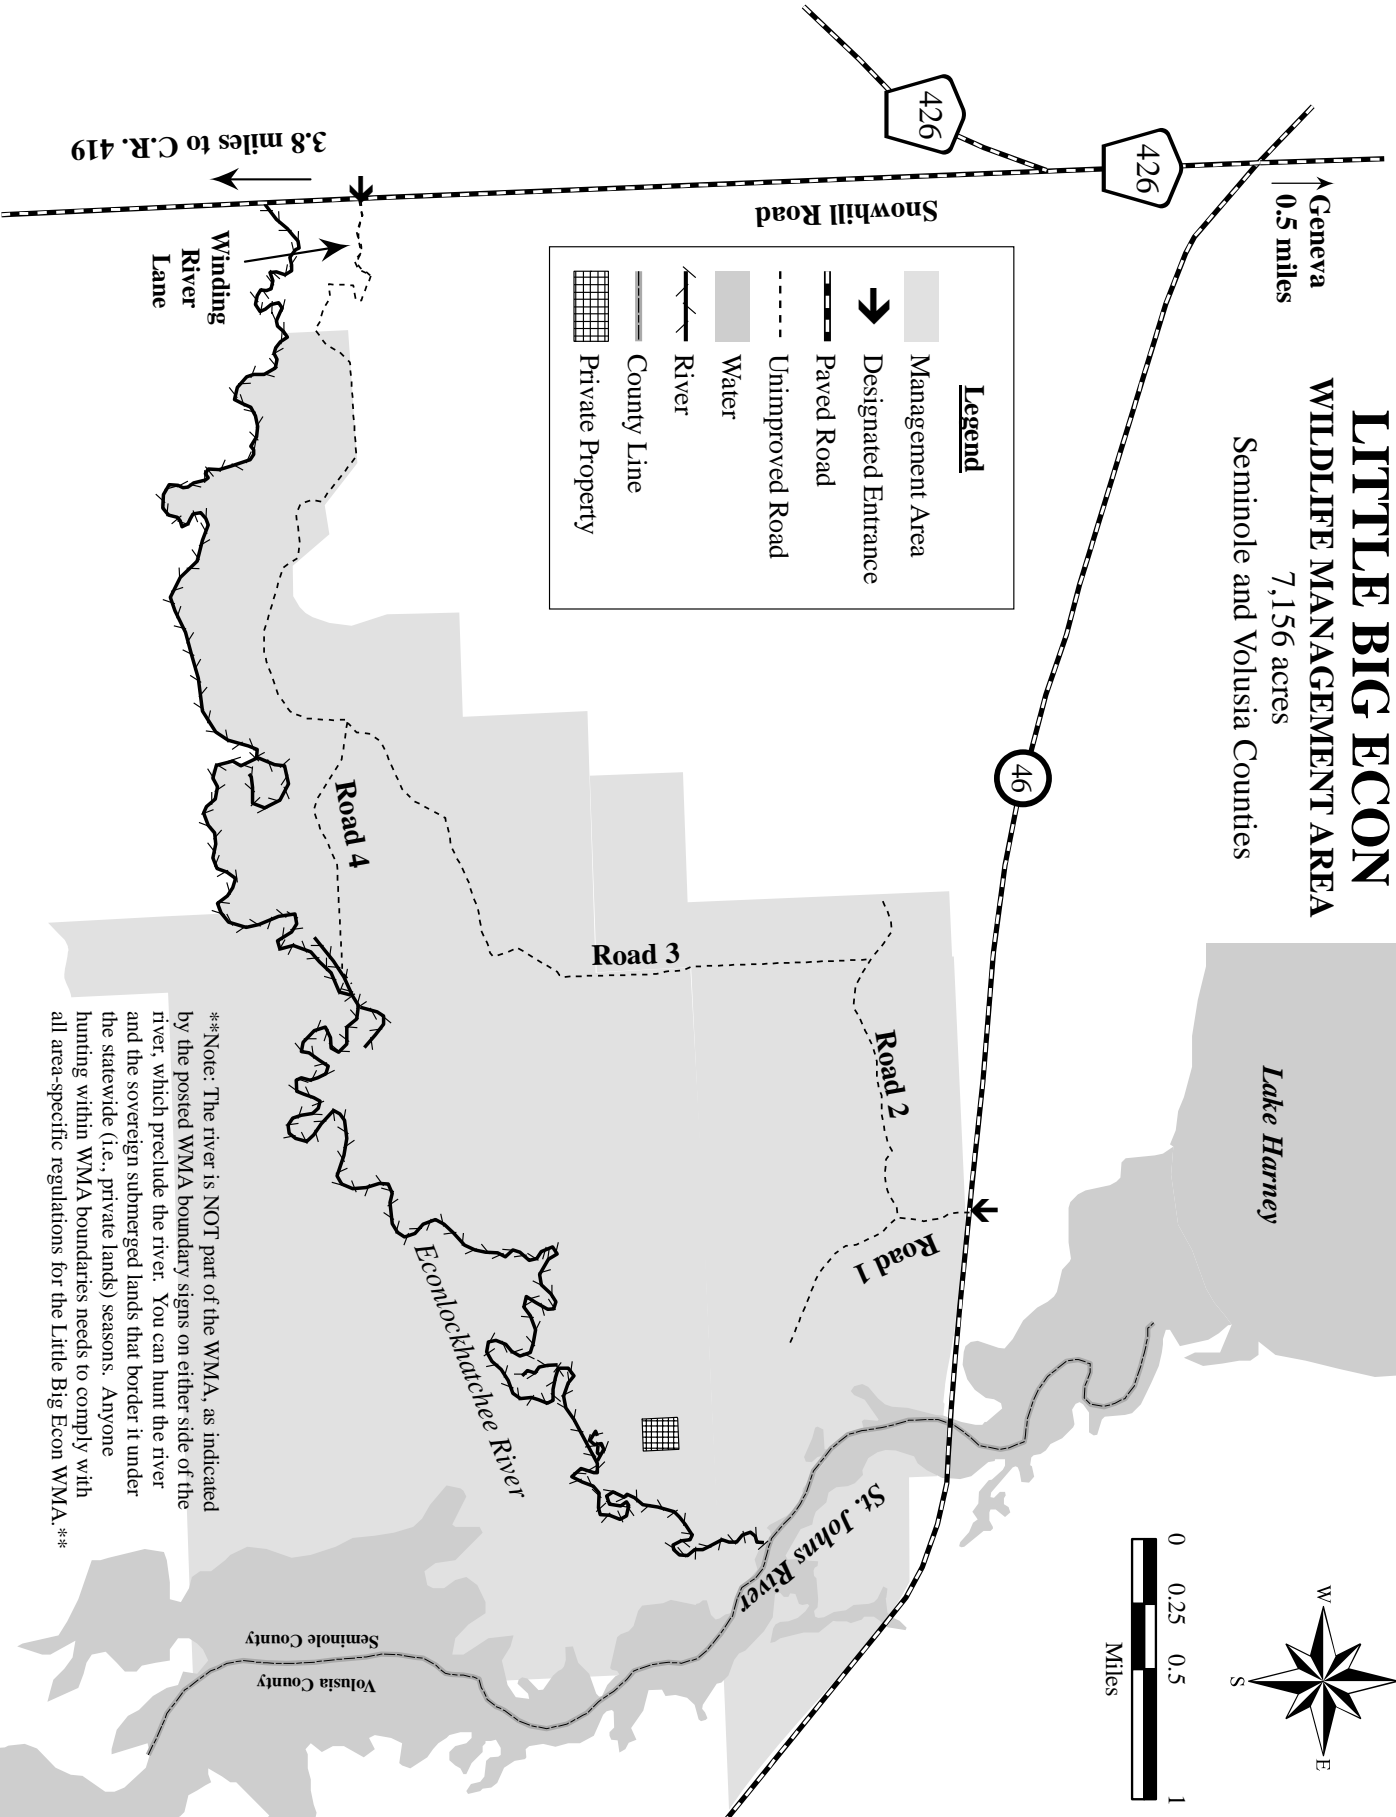 LITTLE BIG ECON
WILDLIFE MANAGEMENT AREA
7,156 acres
Seminole and Volusia Counties
Geneva
0.5 miles
426
426
46
Snowhill Road
3.8 miles to C.R. 419
Winding
River
Lane
Legend
Management Area
Designated Entrance
Paved Road
Unimproved Road
Water
River
County Line
Private Property
Lake Harney
Road 1
Road 2
Road 3
Road 4
Econlockhatchee River
St. Johns River
Seminole County
Volusia County
W
S
E
0 0.25 0.5 1
Miles
**Note: The river is NOT part of the WMA, as indicated
by the posted WMA boundary signs on either side of the
river, which preclude the river. You can hunt the river
and the sovereign submerged lands that border it under
the statewide (i.e., private lands) seasons. Anyone
hunting within WMA boundaries needs to comply with
all area-specific regulations for the Little Big Econ WMA.**